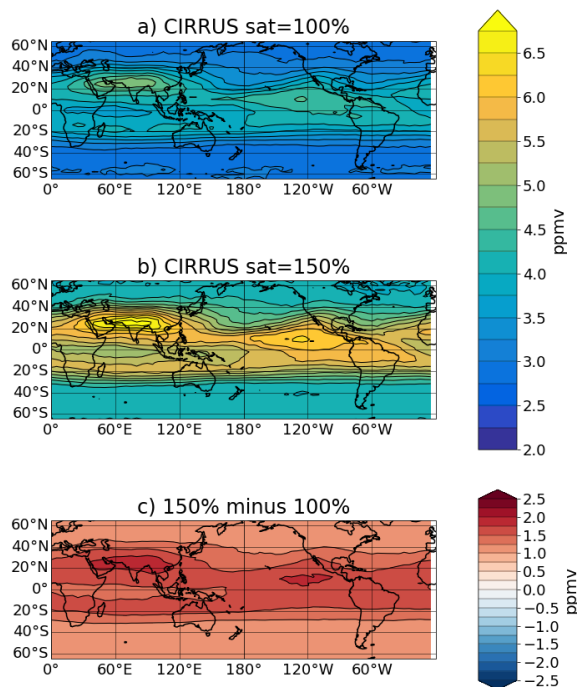 a) CIRRUS sat=100%
60°N
40°N
20°N
0°
20°S
40°S
60°S
0° 60°E 120°E 180° 120°W 60°W
b) CIRRUS sat=150%
60°N
40°N
20°N
0°
20°S
40°S
60°S
0° 60°E 120°E 180° 120°W 60°W
6.5
6.0
5.5
5.0
4.5
4.0
3.5
3.0
2.5
2.0
ppmv
c) 150% minus 100%
60°N
40°N
20°N
0°
20°S
40°S
60°S
0° 60°E 120°E 180° 120°W 60°W
2.5
2.0
1.5
1.0
0.5
0.0
−0.5
−1.0
−1.5
−2.0
−2.5
ppmv